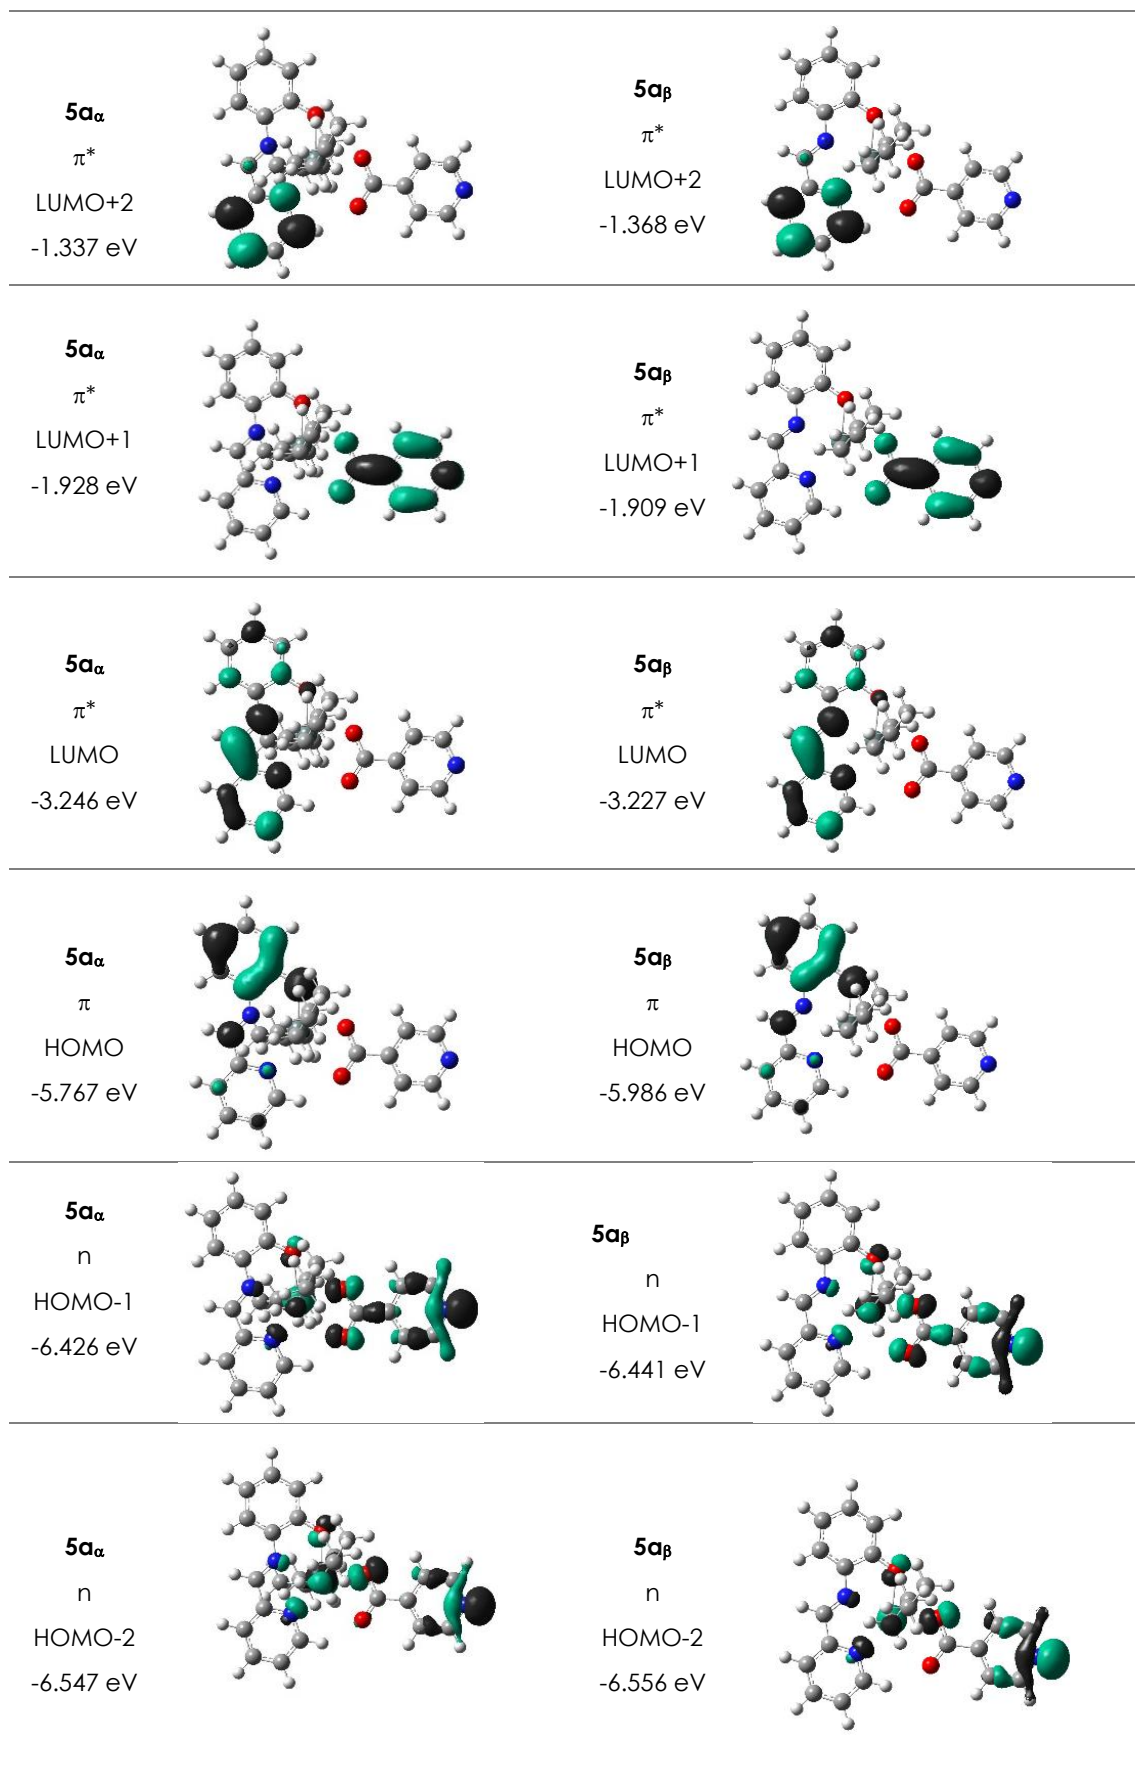 5aα
π*
LUMO+2
-1.337 eV
5aβ
π*
LUMO+2
-1.368 eV
5aα
π*
LUMO+1
-1.928 eV
5aβ
π*
LUMO+1
-1.909 eV
5aα
π*
LUMO
-3.246 eV
5aβ
π*
LUMO
-3.227 eV
5aα
π
HOMO
-5.767 eV
5aβ
π
HOMO
-5.986 eV
5aα
n
HOMO-1
-6.426 eV
5aβ
n
HOMO-1
-6.441 eV
5aα
n
HOMO-2
-6.547 eV
5aβ
n
HOMO-2
-6.556 eV